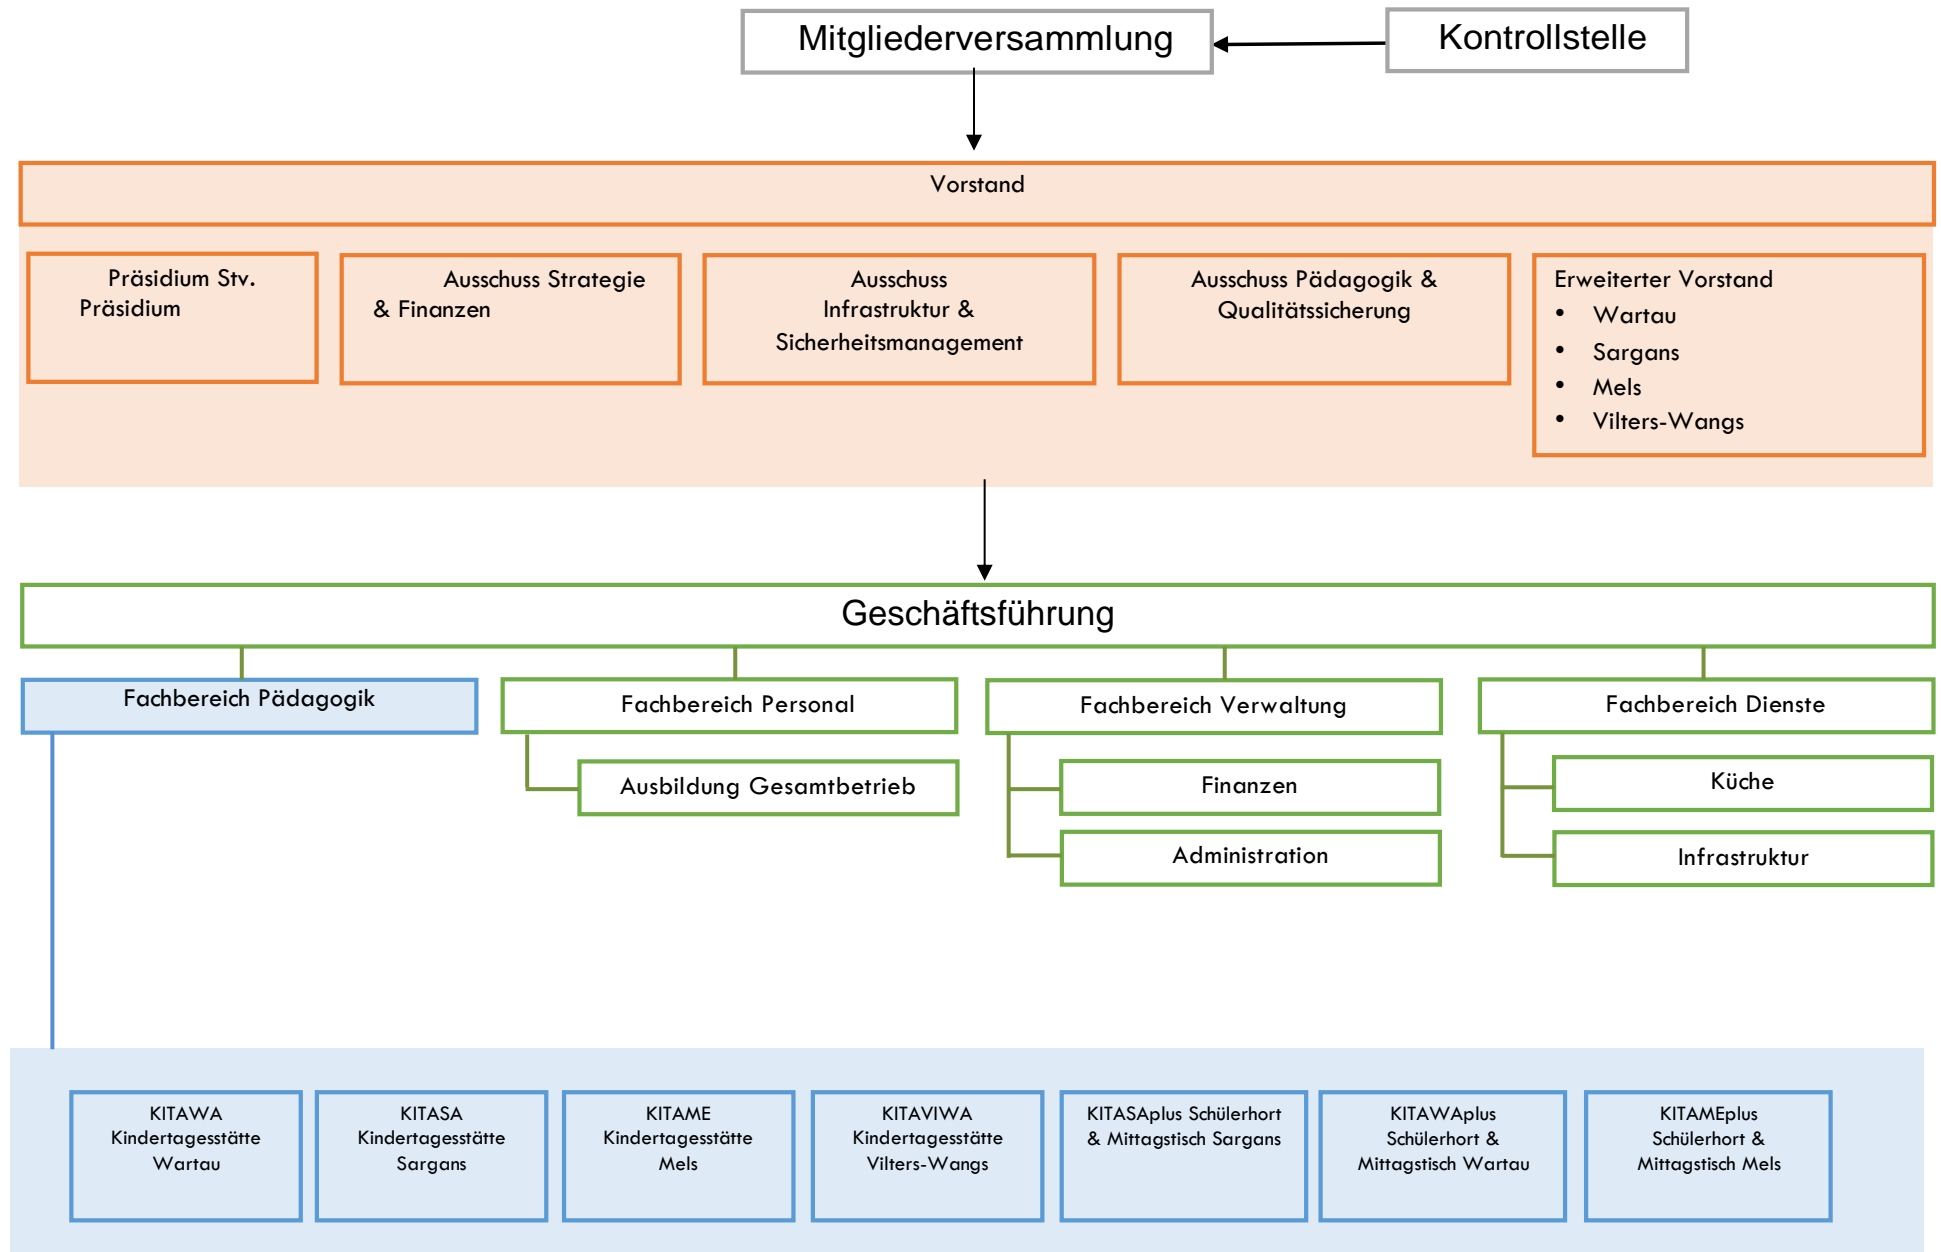 Mitgliederversammlung
Kontrollstelle
Vorstand
Präsidium Stv.
Präsidium
Ausschuss Strategie
& Finanzen
Ausschuss
Infrastruktur &
Sicherheitsmanagement
Ausschuss Pädagogik &
Qualitätssicherung
Erweiterter Vorstand
• Wartau
• Sargans
• Mels
• Vilters-Wangs
Geschäftsführung
Fachbereich Pädagogik
Fachbereich Personal
Ausbildung Gesamtbetrieb
Fachbereich Verwaltung
Finanzen
Administration
Fachbereich Dienste
Küche
Infrastruktur
KITAWA
Kindertagesstätte
Wartau
KITASA
Kindertagesstätte
Sargans
KITAME
Kindertagesstätte
Mels
KITAVIWA
Kindertagesstätte
Vilters-Wangs
KITASAplus Schülerhort
& Mittagstisch Sargans
KITAWAplus
Schülerhort &
Mittagstisch Wartau
KITAMEplus
Schülerhort &
Mittagstisch Mels